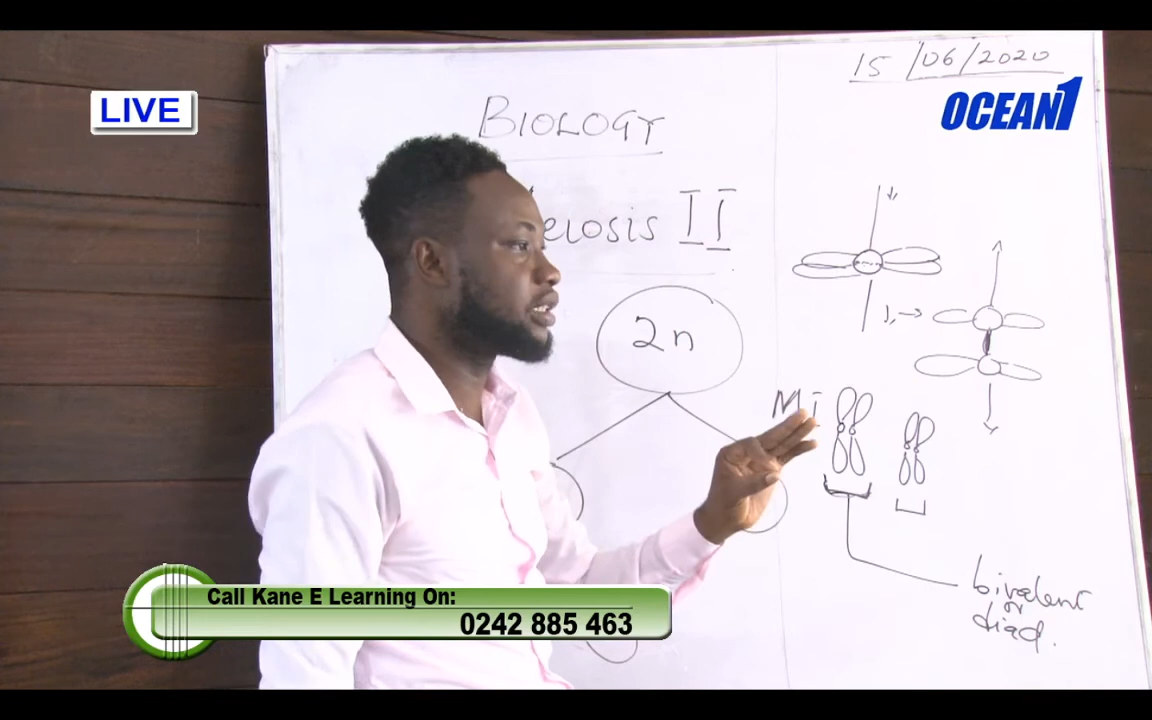 15/06/2020
LIVE
OCEAN1
BIOLOGY
eiosis II
2n
MI
bivalent
or
diad.
Call Kane E Learning On:
0242 885 463